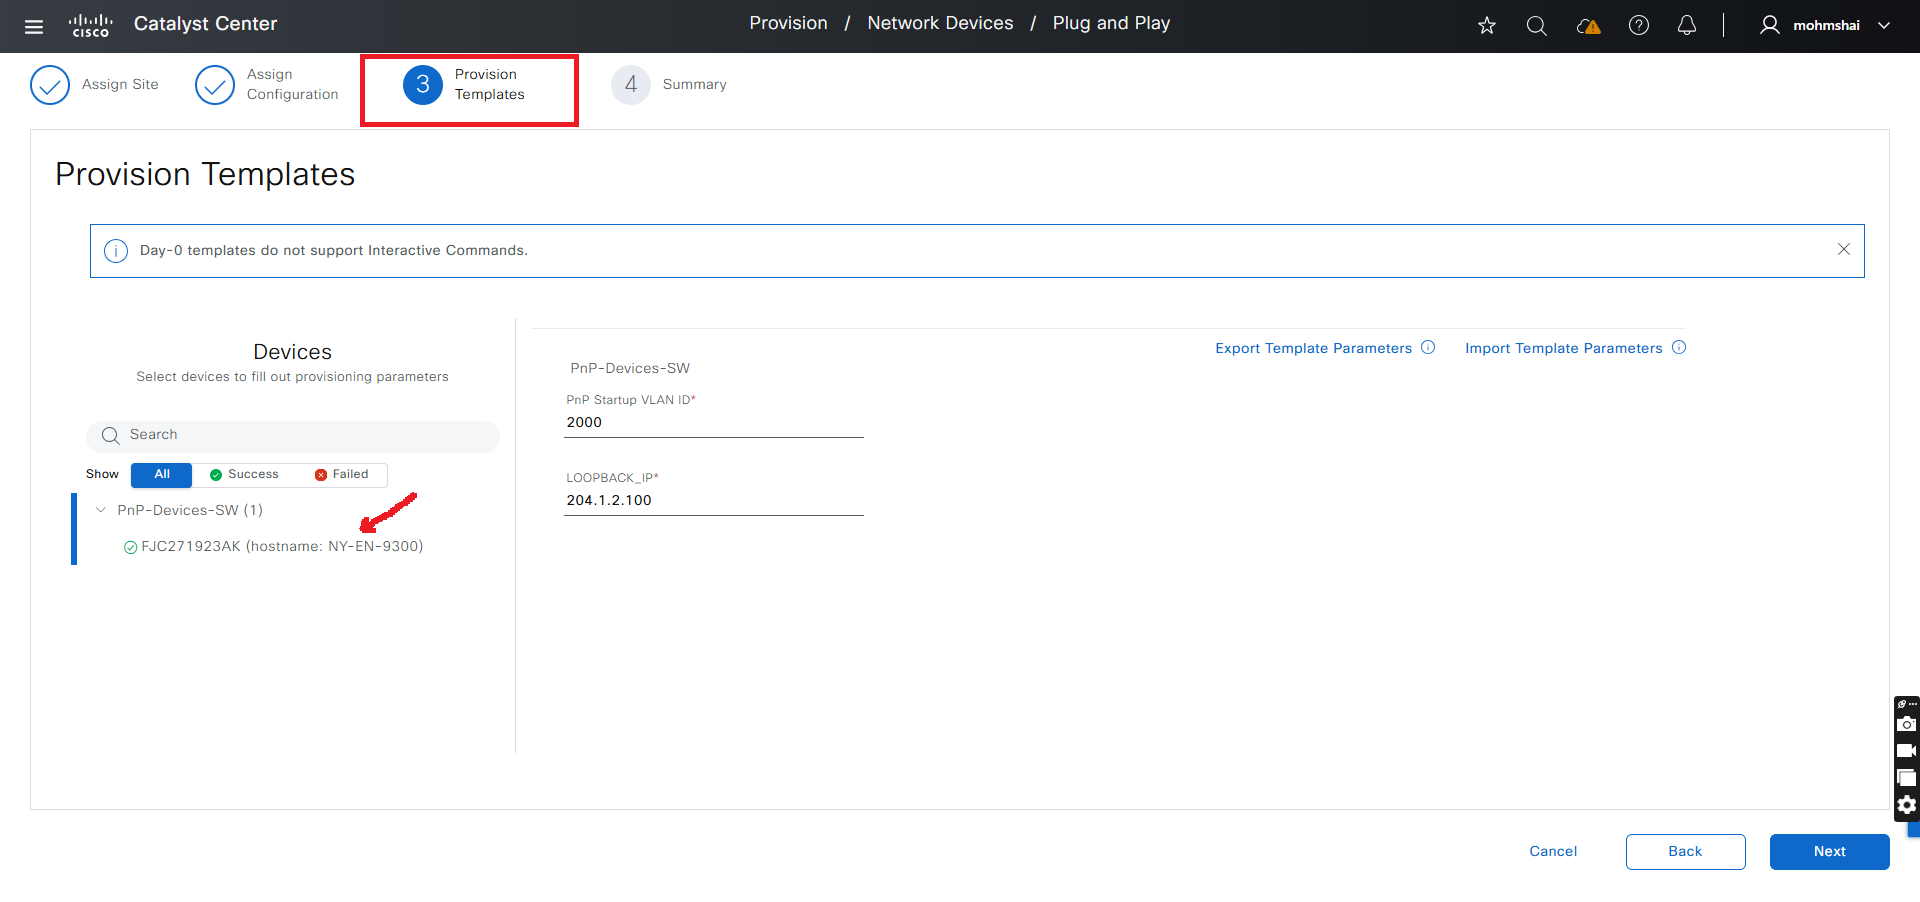 cisco
Catalyst Center
Provision / Network Devices / Plug and Play
mohmshai
Assign Site
Assign
Configuration
3
Provision
Templates
4
Summary
Provision Templates
Day-0 templates do not support Interactive Commands.
Devices
Select devices to fill out provisioning parameters
Search
Show All Success Failed
PnP-Devices-SW (1)
FJC271923AK (hostname: NY-EN-9300)
Export Template Parameters Import Template Parameters
PnP-Devices-SW
PnP Startup VLAN ID*
2000
LOOPBACK_IP*
204.1.2.100
Cancel Back Next